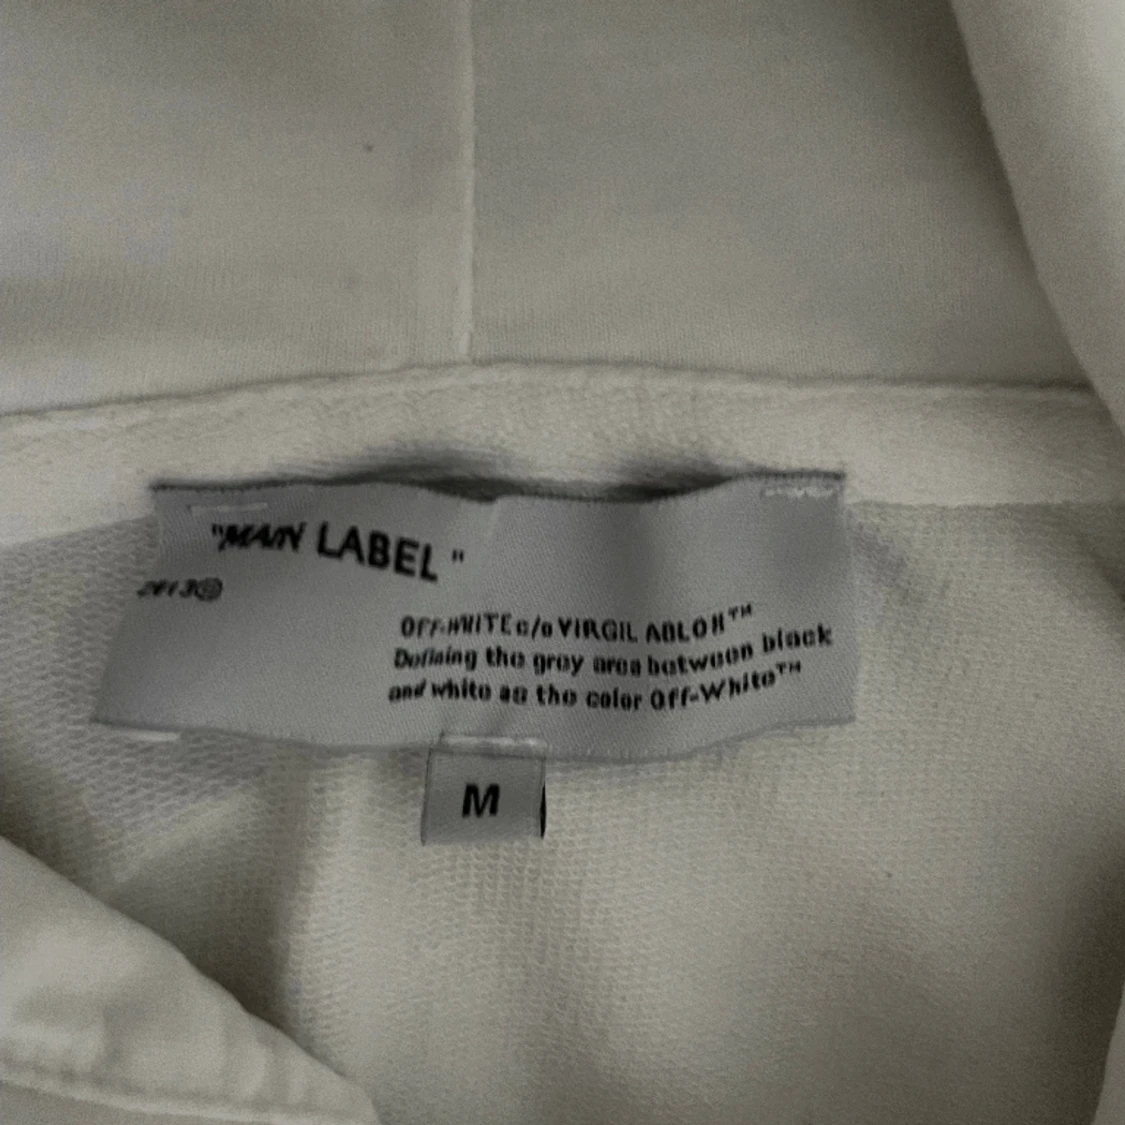 "MAIN LABEL"
2013©
OFF-WHITE c/o VIRGIL ABLOH™
Defining the grey area between black
and white as the color Off-White™
M